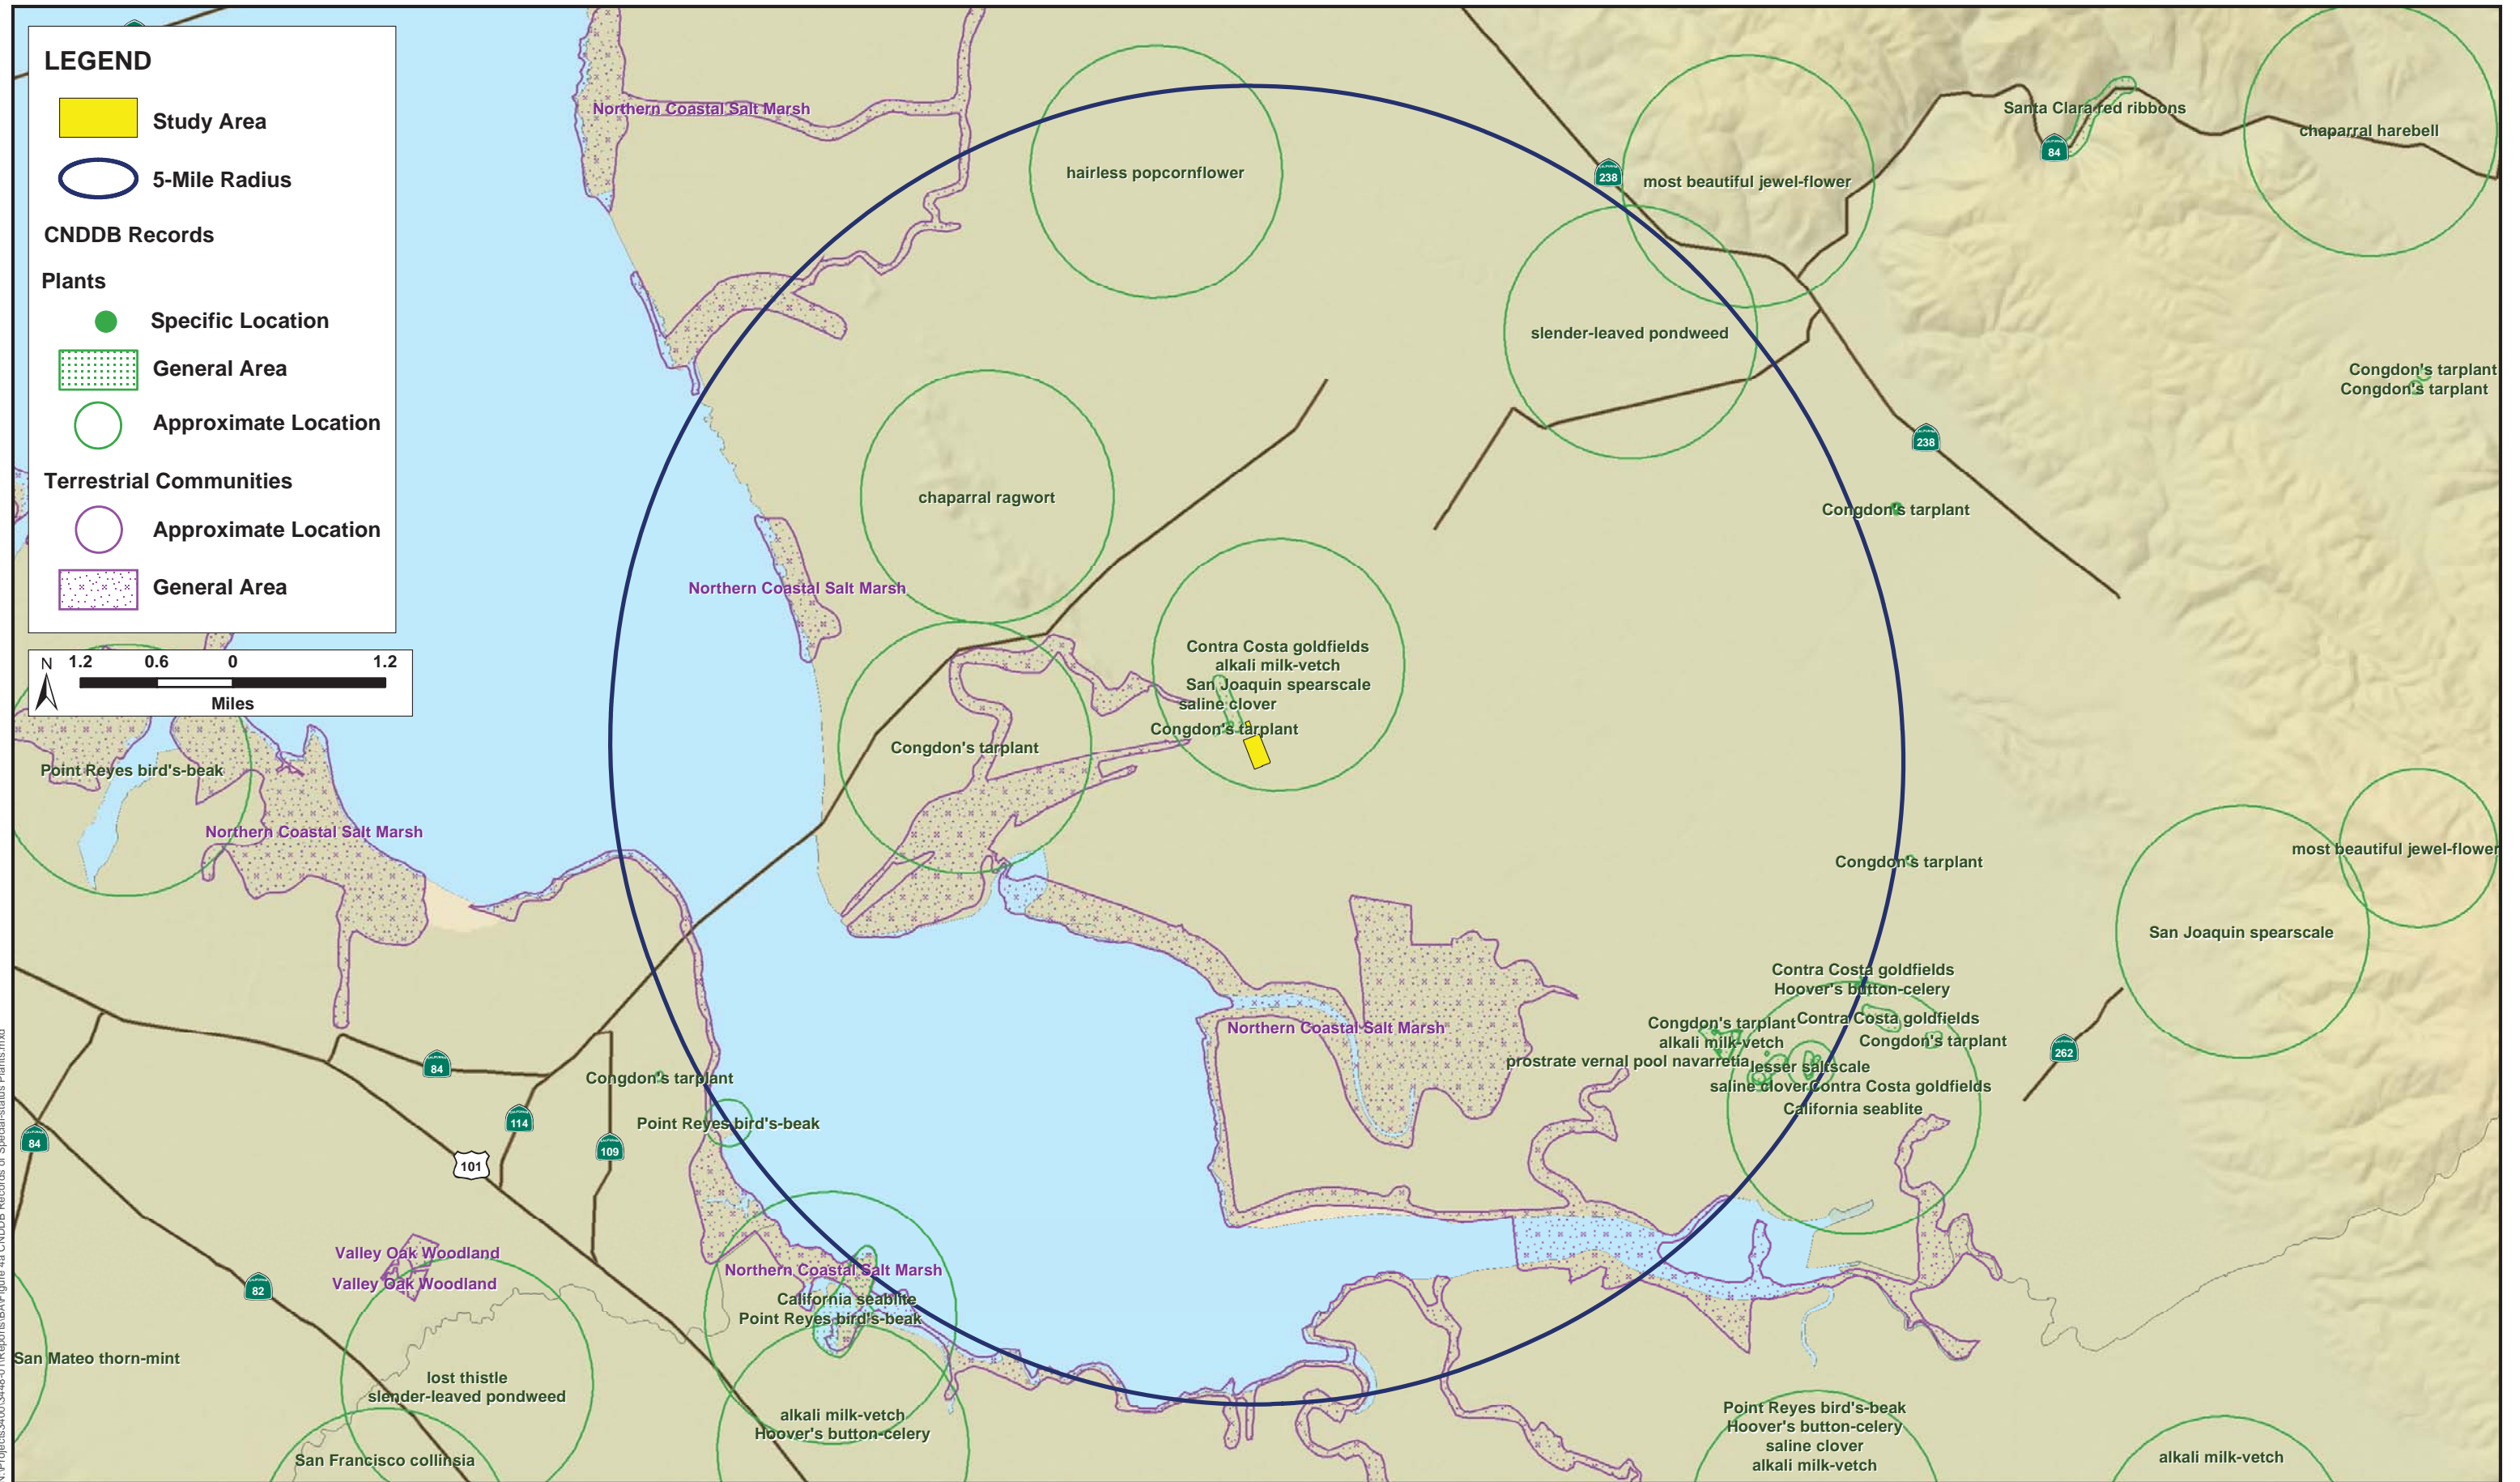 LEGEND
Study Area
5-Mile Radius
CNDDB Records
Plants
Specific Location
General Area
Approximate Location
Terrestrial Communities
Approximate Location
General Area
N 1.2 0.6 0 1.2
Miles
Northern Coastal Salt Marsh
hairless popcornflower
238
most beautiful jewel-flower
Santa Clara red ribbons
84
chaparral harebell
slender-leaved pondweed
Congdon's tarplant
Congdon's tarplant
238
chaparral ragwort
Congdon's tarplant
Northern Coastal Salt Marsh
Contra Costa goldfields
alkali milk-vetch
San Joaquin spearscale
saline clover
Congdon's tarplant
Congdon's tarplant
Point Reyes bird's-beak
Northern Coastal Salt Marsh
Congdon's tarplant
most beautiful jewel-flower
San Joaquin spearscale
Contra Costa goldfields
Hoover's button-celery
Northern Coastal Salt Marsh
Congdon's tarplant
Contra Costa goldfields
alkali milk-vetch
Congdon's tarplant
prostrate vernal pool navarretia
lesser saltscale
saline clover
Contra Costa goldfields
California seablite
262
84
Congdon's tarplant
114
Point Reyes bird's-beak
84
109
101
Valley Oak Woodland
Valley Oak Woodland
82
Northern Coastal Salt Marsh
California seablite
Point Reyes bird's-beak
San Mateo thorn-mint
lost thistle
slender-leaved pondweed
alkali milk-vetch
Hoover's button-celery
San Francisco collinsia
Point Reyes bird's-beak
Hoover's button-celery
saline clover
alkali milk-vetch
alkali milk-vetch